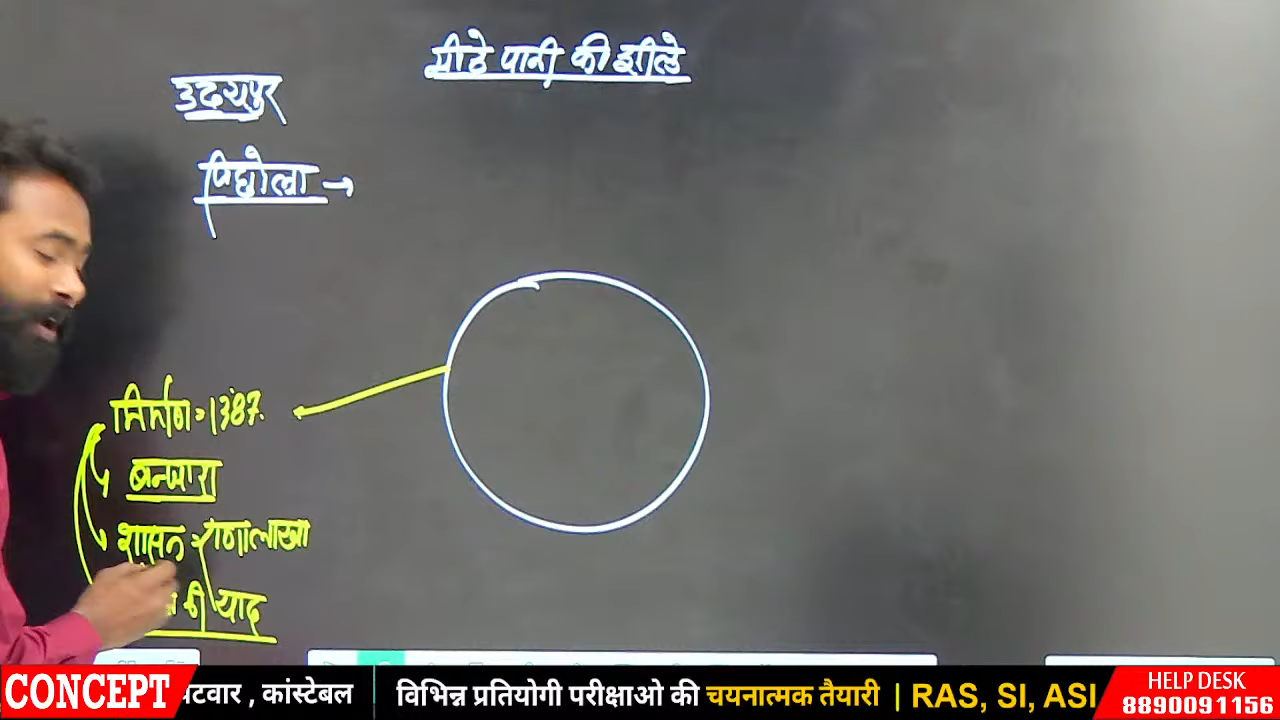 मीठे पानी की झीले
उदयपुर
पिछोला →
निर्माण = 1387.
बन्जारा
शासन = राणालाखा
की याद
CONCEPT
पटवार , कांस्टेबल
विभिन्न प्रतियोगी परीक्षाओ की चयनात्मक तैयारी | RAS, SI, ASI
HELP DESK
8890091156